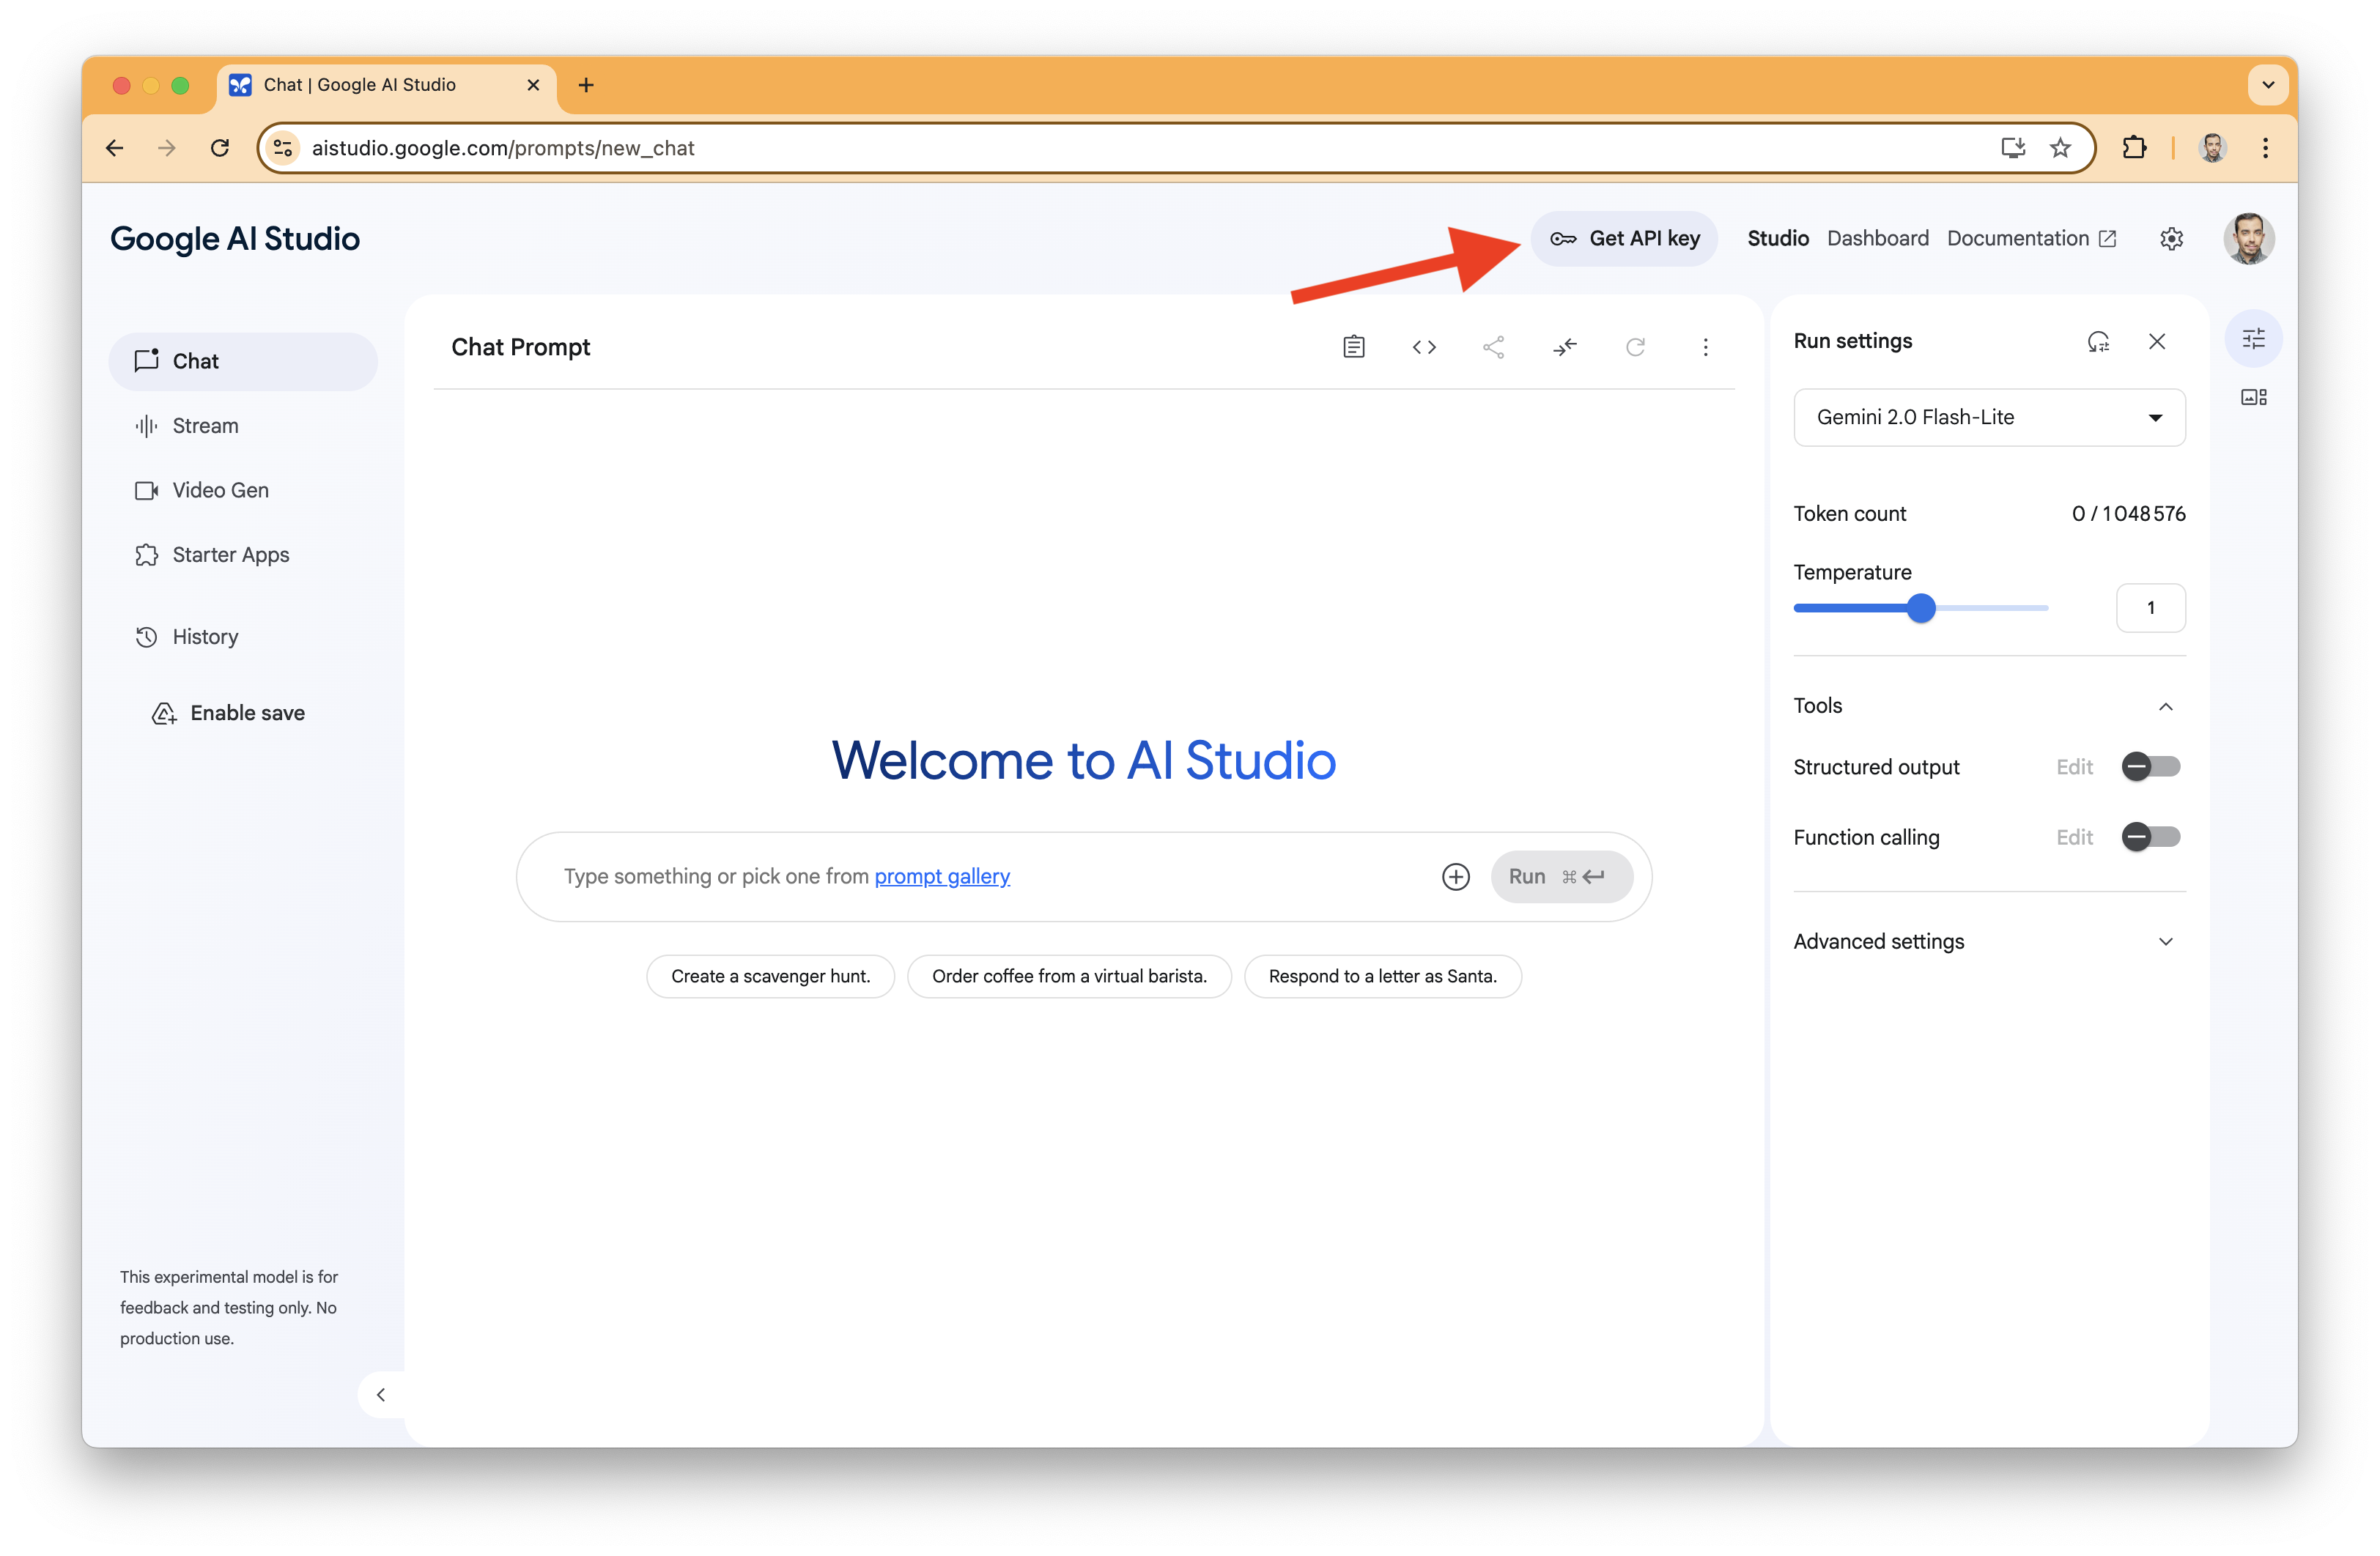 Chat | Google AI Studio
aistudio.google.com/prompts/new_chat
Google AI Studio
Get API key
Studio
Dashboard
Documentation
Chat
Stream
Video Gen
Starter Apps
History
Enable save
This experimental model is for
feedback and testing only. No
production use.
Chat Prompt
Welcome to AI Studio
Type something or pick one from prompt gallery
Run ⌘
Create a scavenger hunt.
Order coffee from a virtual barista.
Respond to a letter as Santa.
Run settings
Gemini 2.0 Flash-Lite
Token count 0 / 1 048 576
Temperature
1
Tools
Structured output Edit
Function calling Edit
Advanced settings